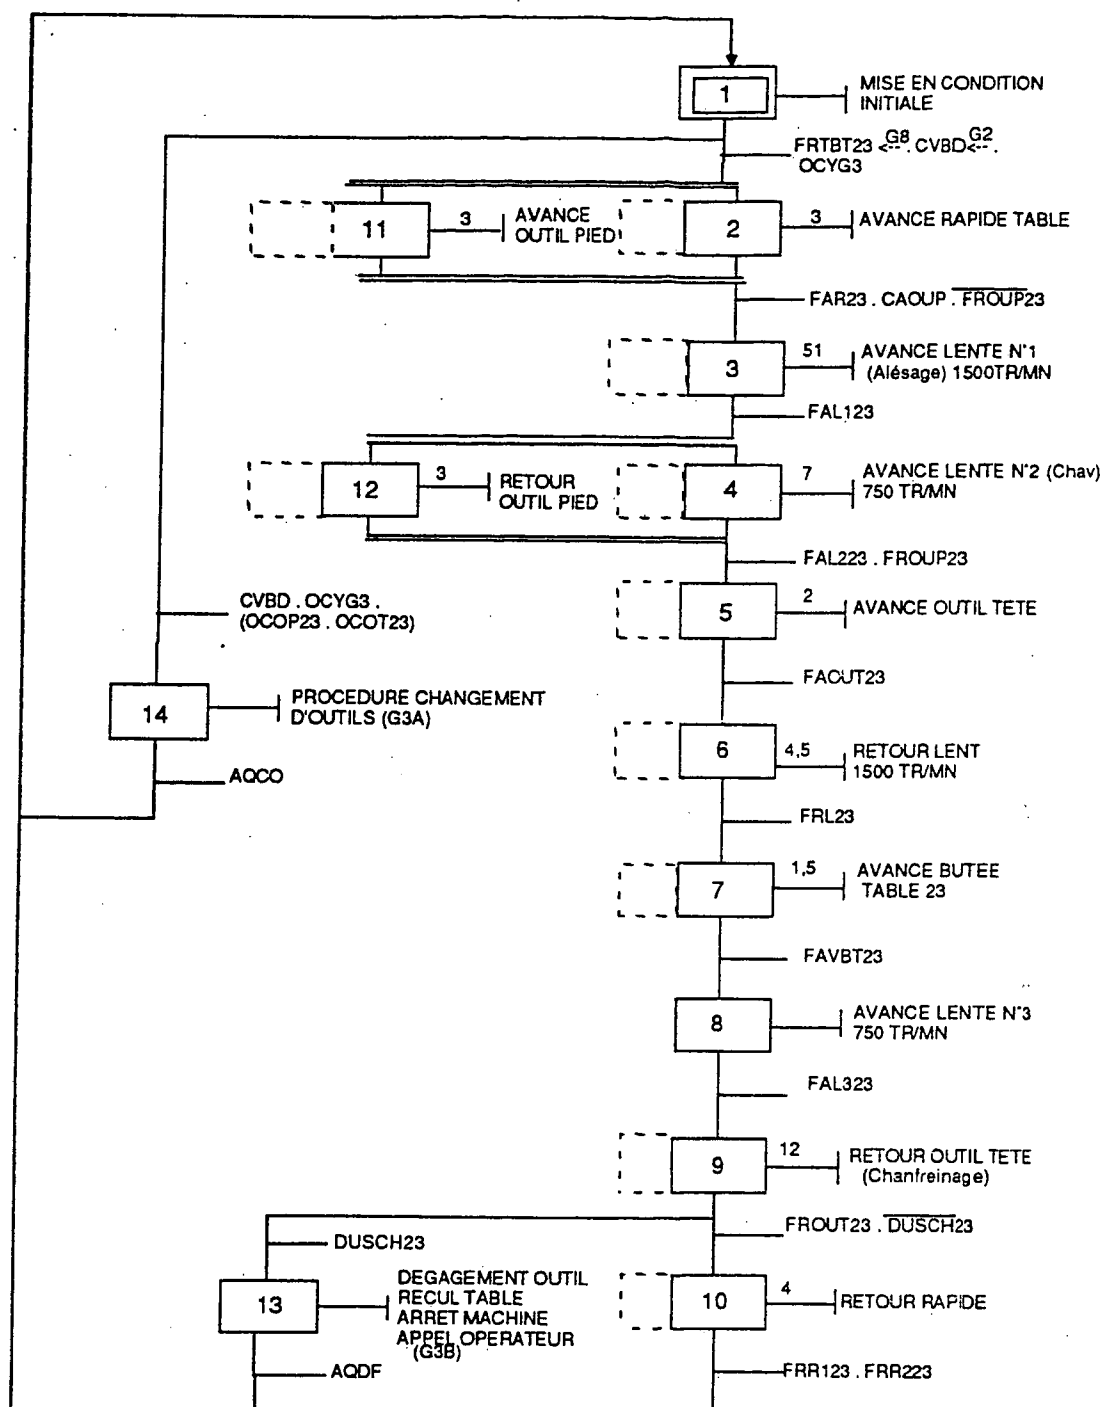 1
MISE EN CONDITION
INITIALE
FRTBT23 <-- G8 . CVBD <-- G2 .
OCYG3
11
3
AVANCE
OUTIL PIED
2
3
AVANCE RAPIDE TABLE
FAR23 . CAOUP . FROUP23
3
51
AVANCE LENTE N°1
(Alésage) 1500TR/MN
FAL123
12
3
RETOUR
OUTIL PIED
4
7
AVANCE LENTE N°2 (Chav)
750 TR/MN
FAL223 . FROUP23
5
2
AVANCE OUTIL TETE
CVBD . OCYG3 .
(OCOP23 . OCOT23)
FAOUT23
14
PROCEDURE CHANGEMENT
D'OUTILS (G3A)
6
4,5
RETOUR LENT
1500 TR/MN
AQCO
FRL23
7
1,5
AVANCE BUTEE
TABLE 23
FAVBT23
8
AVANCE LENTE N°3
750 TR/MN
FAL323
9
12
RETOUR OUTIL TETE
(Chanfreinage)
FROUT23 . DUSCH23
DUSCH23
13
DEGAGEMENT OUTIL
RECUL TABLE
ARRET MACHINE
APPEL OPERATEUR
(G3B)
10
4
RETOUR RAPIDE
AQDF
FRR123 . FRR223